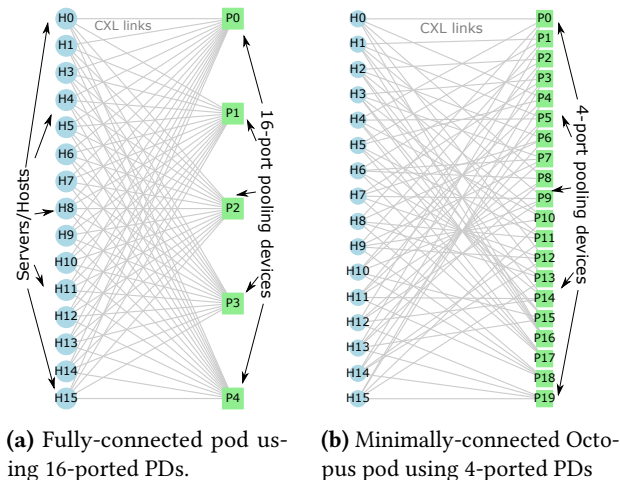 H0
H1
H3
H4
H5
H6
H7
H8
H9
H10
H11
H12
H13
H14
H15
Servers/Hosts
CXL links
P0
P1
P2
P3
P4
16-port pooling devices
(a) Fully-connected pod us-
ing 16-ported PDs.
H0
H1
H2
H3
H4
H5
H6
H7
H8
H9
H10
H11
H12
H13
H14
H15
CXL links
P0
P1
P2
P3
P4
P5
P6
P7
P8
P9
P10
P11
P12
P13
P14
P15
P16
P17
P18
P19
4-port pooling devices
(b) Minimally-connected Octo-
pus pod using 4-ported PDs